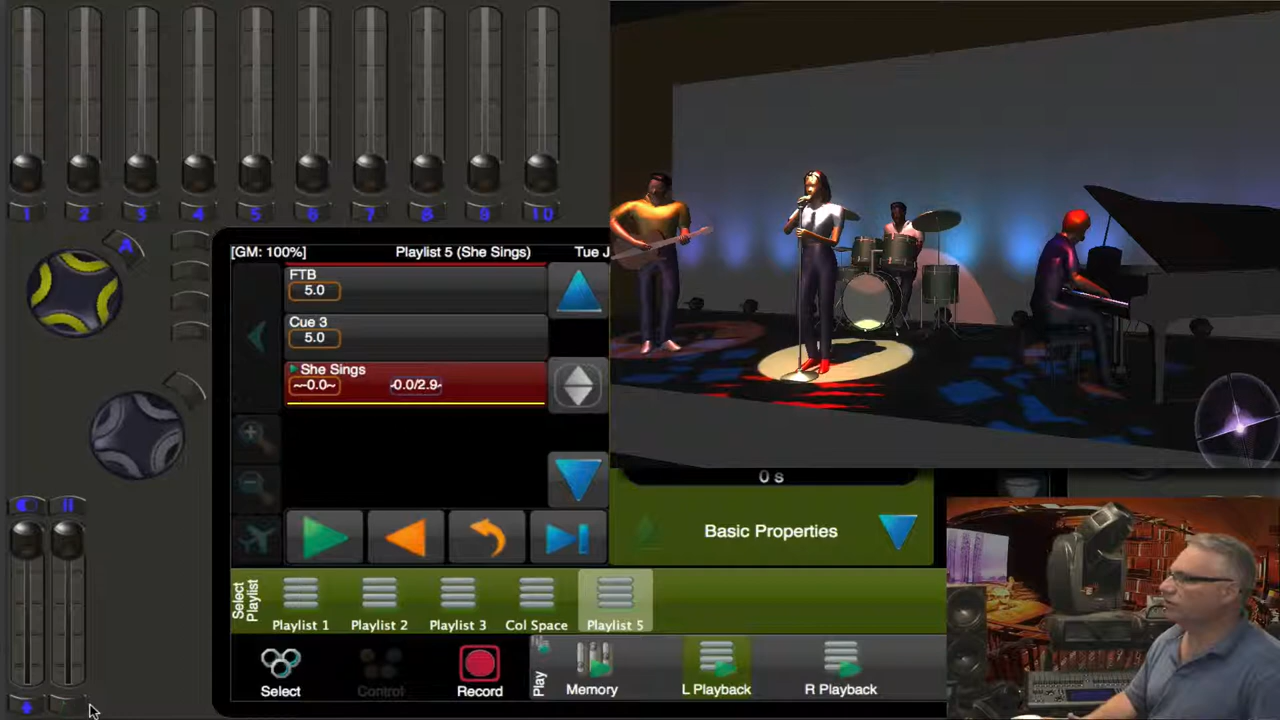 1 2 3 4 5 6 7 8 9 10
A
[GM: 100%] Playlist 5 (She Sings) Tue J
FTB
5.0
Cue 3
5.0
She Sings
~~0.0~ -0.0/2.9-
0 s
Basic Properties
Select Playlist
Playlist 1 Playlist 2 Playlist 3 Col Space Playlist 5
Select Control Record Play Memory L Playback R Playback